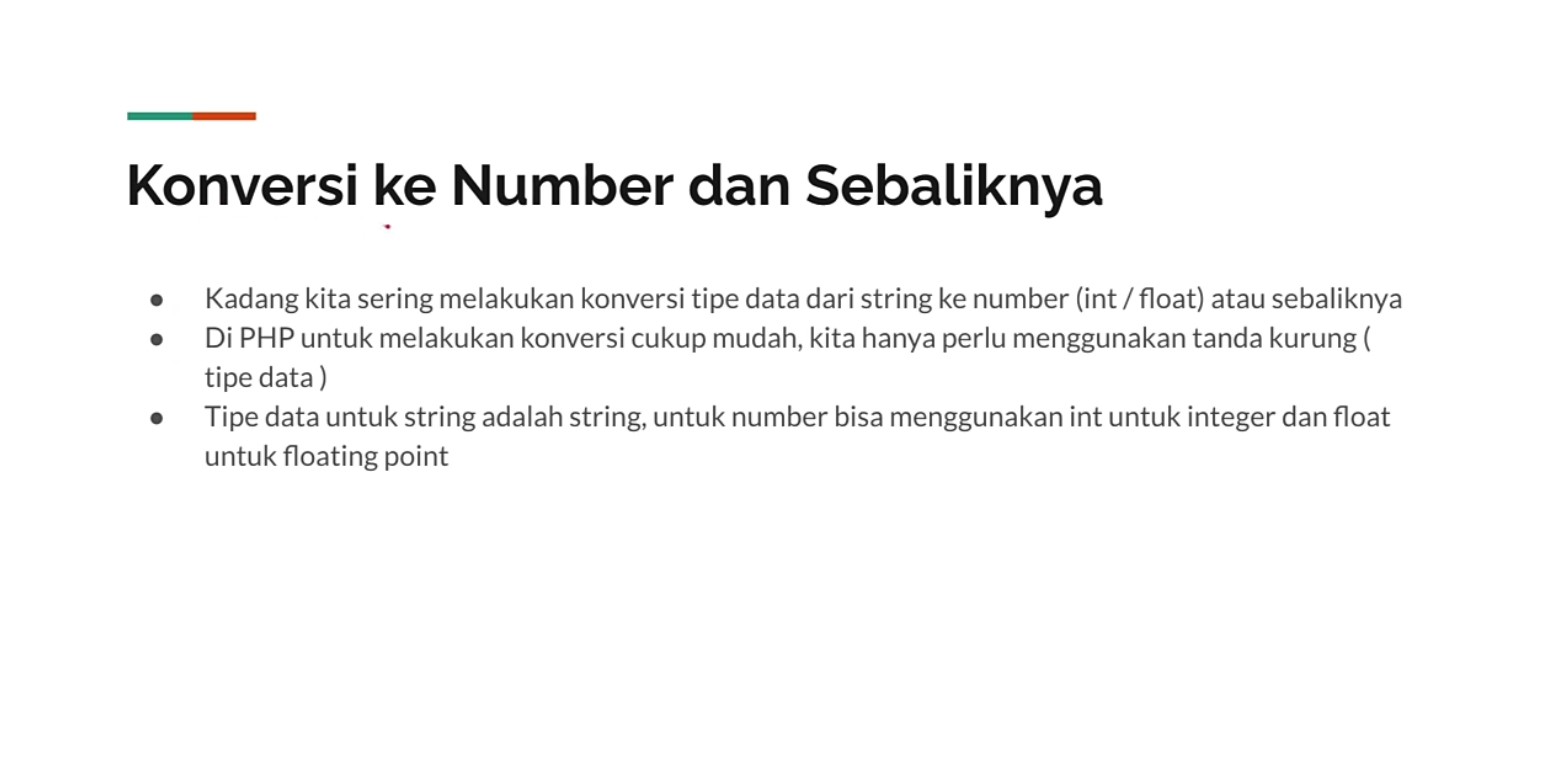 Konversi ke Number dan Sebaliknya
● Kadang kita sering melakukan konversi tipe data dari string ke number (int / float) atau sebaliknya
● Di PHP untuk melakukan konversi cukup mudah, kita hanya perlu menggunakan tanda kurung (
tipe data )
● Tipe data untuk string adalah string, untuk number bisa menggunakan int untuk integer dan float
untuk floating point